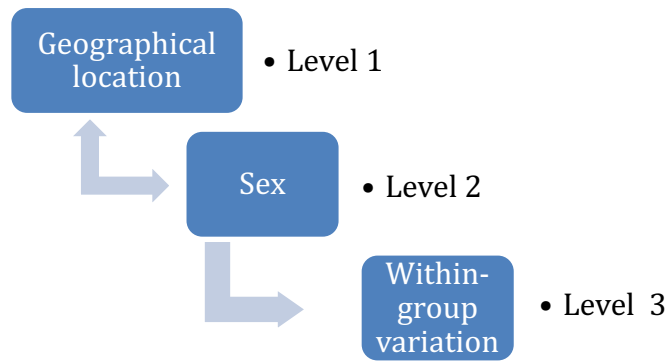 Geographical
location
• Level 1
Sex
• Level 2
Within-
group
variation
• Level 3